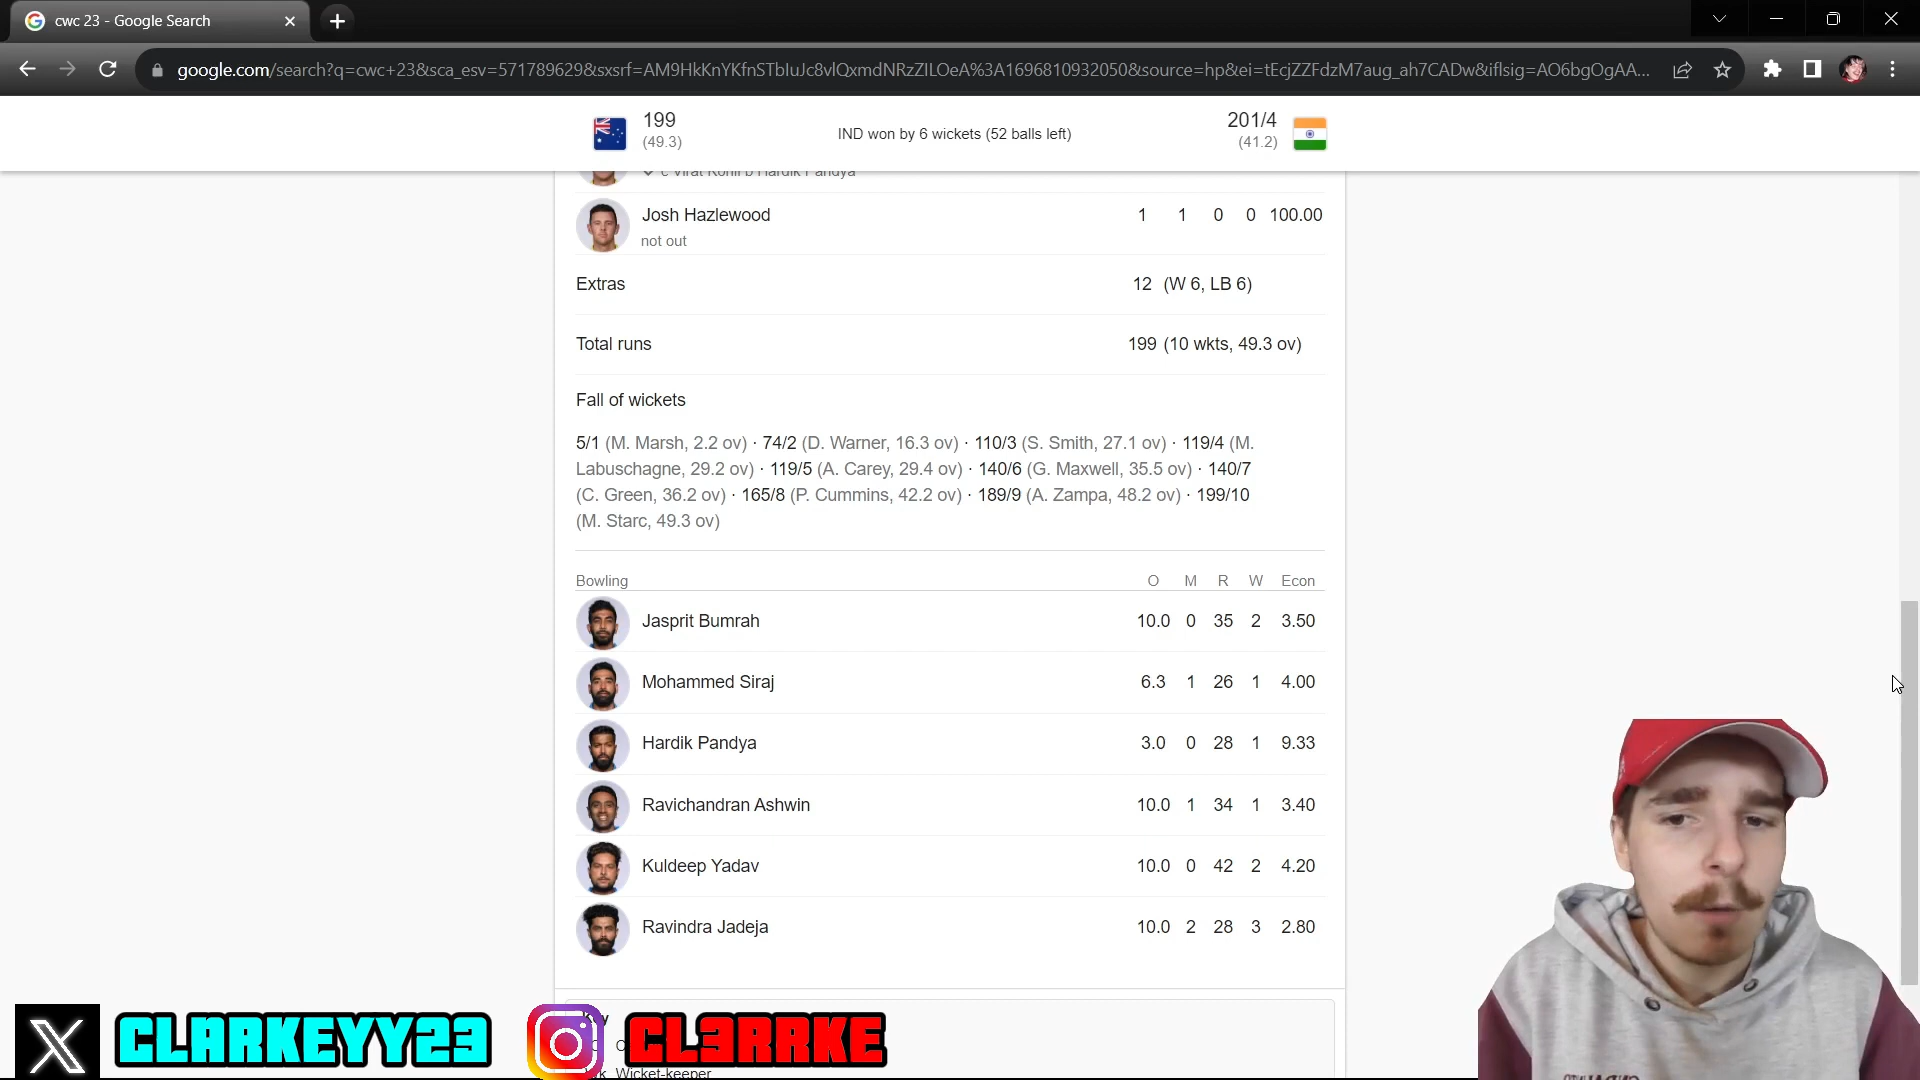 cwc 23 - Google Search
google.com/search?q=cwc+23&sca_esv=571789629&sxsrf=AM9HkKnYKfnSTbIuJc8vlQxmdNRzZILOeA%3A1696810932050&source=hp&ei=tEcjZZFdzM7aug_ah7CADw&iflsig=AO6bgOgAA...
199 (49.3) IND won by 6 wickets (52 balls left) 201/4 (41.2)
c Virat Kohli b Hardik Pandya
Josh Hazlewood 1 1 0 0 100.00
not out
Extras 12 (W 6, LB 6)
Total runs 199 (10 wkts, 49.3 ov)
Fall of wickets
5/1 (M. Marsh, 2.2 ov) · 74/2 (D. Warner, 16.3 ov) · 110/3 (S. Smith, 27.1 ov) · 119/4 (M.
Labuschagne, 29.2 ov) · 119/5 (A. Carey, 29.4 ov) · 140/6 (G. Maxwell, 35.5 ov) · 140/7
(C. Green, 36.2 ov) · 165/8 (P. Cummins, 42.2 ov) · 189/9 (A. Zampa, 48.2 ov) · 199/10
(M. Starc, 49.3 ov)
Bowling O M R W Econ
Jasprit Bumrah 10.0 0 35 2 3.50
Mohammed Siraj 6.3 1 26 1 4.00
Hardik Pandya 3.0 0 28 1 9.33
Ravichandran Ashwin 10.0 1 34 1 3.40
Kuldeep Yadav 10.0 0 42 2 4.20
Ravindra Jadeja 10.0 2 28 3 2.80
CLARKEYY23 CL3RRKE
Wicket-keeper